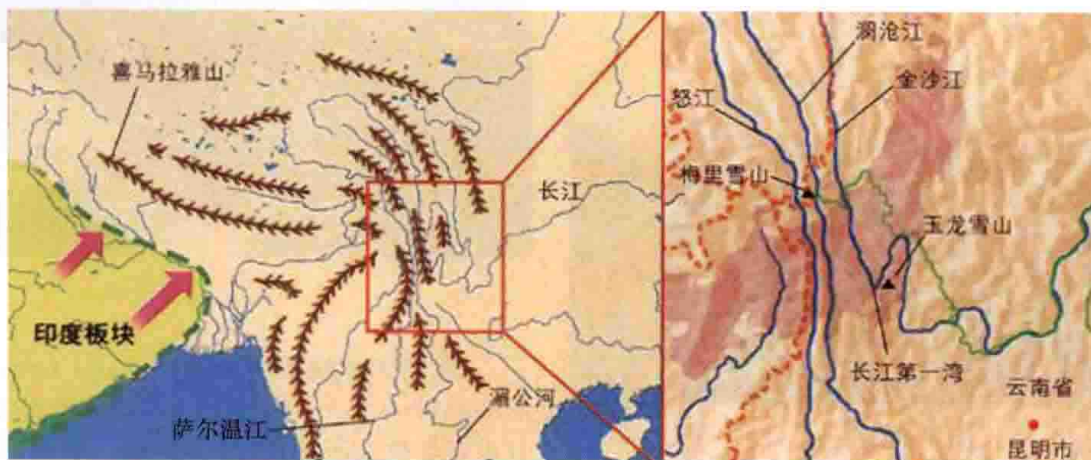 喜马拉雅山
长江
印度板块
萨尔温江
湄公河
澜沧江
金沙江
怒江
梅里雪山
玉龙雪山
长江第一湾
云南省
昆明市